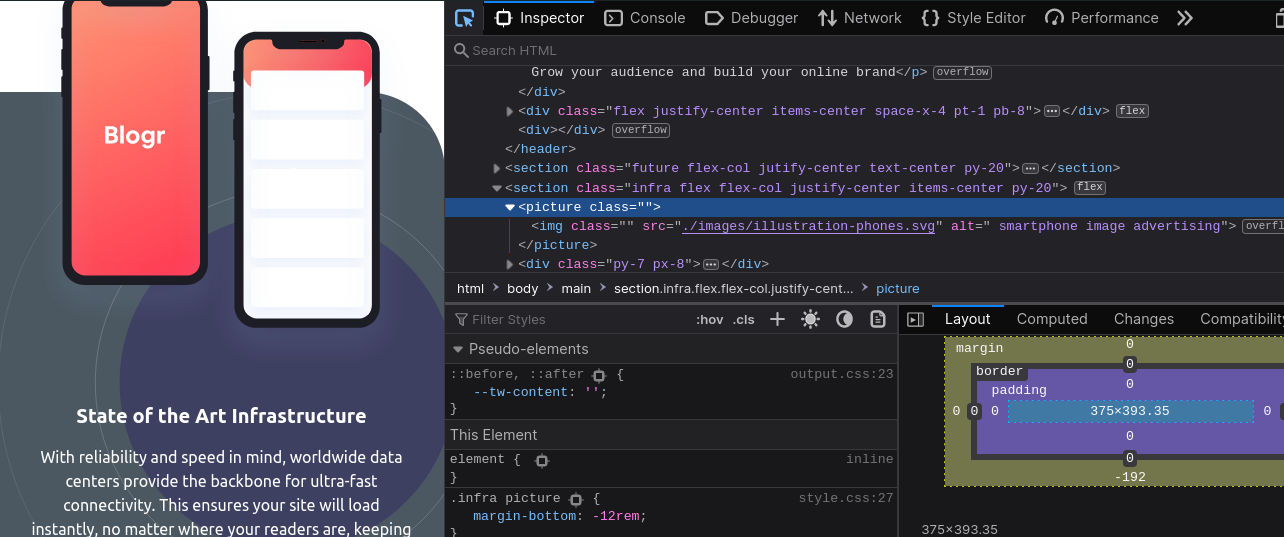 Blogr
State of the Art Infrastructure
With reliability and speed in mind, worldwide data
centers provide the backbone for ultra-fast
connectivity. This ensures your site will load
instantly, no matter where your readers are, keeping
Inspector Console Debugger Network Style Editor Performance
Search HTML
Grow your audience and build your online brand</p> overflow
</div>
<div class="flex justify-center items-center space-x-4 pt-1 pb-8"></div> flex
<div></div> overflow
</header>
<section class="future flex-col jutify-center text-center py-20"></section>
<section class="infra flex flex-col justify-center items-center py-20"> flex
<picture class="">
<img class="" src="./images/illustration-phones.svg" alt=" smartphone image advertising"> overfl
</picture>
<div class="py-7 px-8"></div>
html > body > main > section.infra.flex.flex-col.justify-cent... > picture
Filter Styles :hov .cls +
Pseudo-elements
::before, ::after { output.css:23
--tw-content: '';
}
This Element
element { inline
}
.infra picture { style.css:27
margin-bottom: -12rem;
}
Layout Computed Changes Compatibility
margin 0
border 0
padding 0
0 0 0 375×393.35 0
0
0
-192
375×393.35